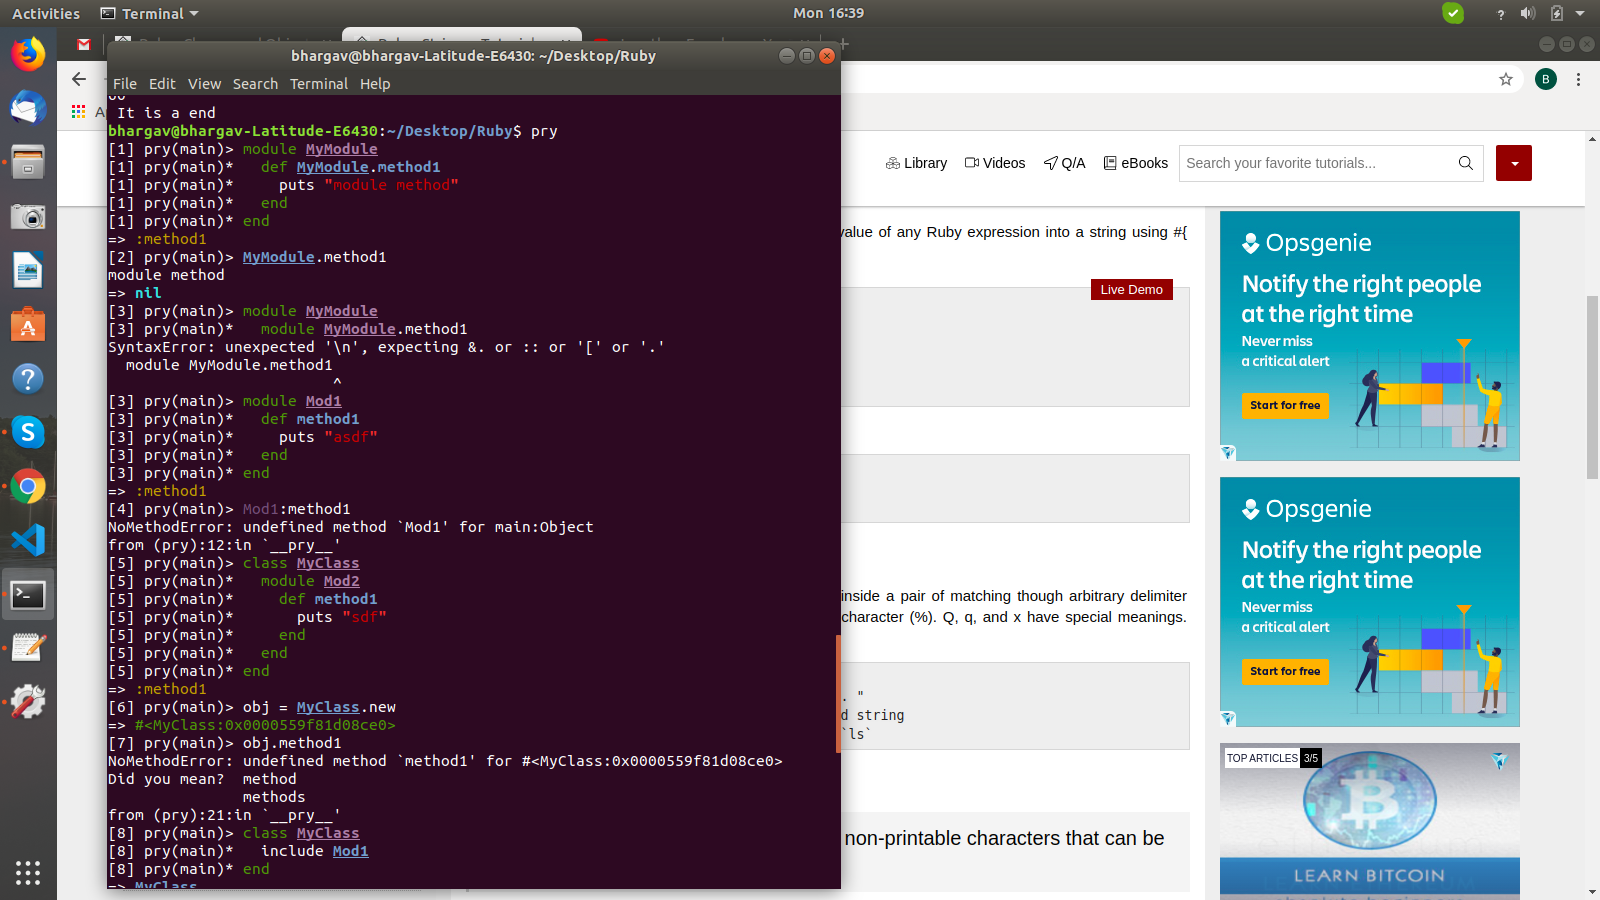 Activities
Terminal
Mon 16:39
bhargav@bhargav-Latitude-E6430: ~/Desktop/Ruby
File Edit View Search Terminal Help
It is a end
bhargav@bhargav-Latitude-E6430:~/Desktop/Ruby$ pry
[1] pry(main)> module MyModule
[1] pry(main)*   def MyModule.method1
[1] pry(main)*     puts "module method"
[1] pry(main)*   end
[1] pry(main)* end
=> :method1
[2] pry(main)> MyModule.method1
module method
=> nil
[3] pry(main)> module MyModule
[3] pry(main)*   module MyModule.method1
SyntaxError: unexpected '\n', expecting &. or :: or '[' or '.'
  module MyModule.method1
                         ^
[3] pry(main)> module Mod1
[3] pry(main)*   def method1
[3] pry(main)*     puts "asdf"
[3] pry(main)*   end
[3] pry(main)* end
=> :method1
[4] pry(main)> Mod1:method1
NoMethodError: undefined method `Mod1' for main:Object
from (pry):12:in `__pry__'
[5] pry(main)> class MyClass
[5] pry(main)*   module Mod2
[5] pry(main)*     def method1
[5] pry(main)*       puts "sdf"
[5] pry(main)*     end
[5] pry(main)*   end
[5] pry(main)* end
=> :method1
[6] pry(main)> obj = MyClass.new
=> #<MyClass:0x0000559f81d08ce0>
[7] pry(main)> obj.method1
NoMethodError: undefined method `method1' for #<MyClass:0x0000559f81d08ce0>
Did you mean?  method
               methods
from (pry):21:in `__pry__'
[8] pry(main)> class MyClass
[8] pry(main)*   include Mod1
[8] pry(main)* end
=> MyClass
B
Library Videos Q/A eBooks
Search your favorite tutorials...
value of any Ruby expression into a string using #{
Live Demo
inside a pair of matching though arbitrary delimiter
character (%). Q, q, and x have special meanings.
. "
d string
`ls`
non-printable characters that can be
Opsgenie
Notify the right people
at the right time
Never miss
a critical alert
Start for free
Opsgenie
Notify the right people
at the right time
Never miss
a critical alert
Start for free
TOP ARTICLES 3/5
LEARN BITCOIN